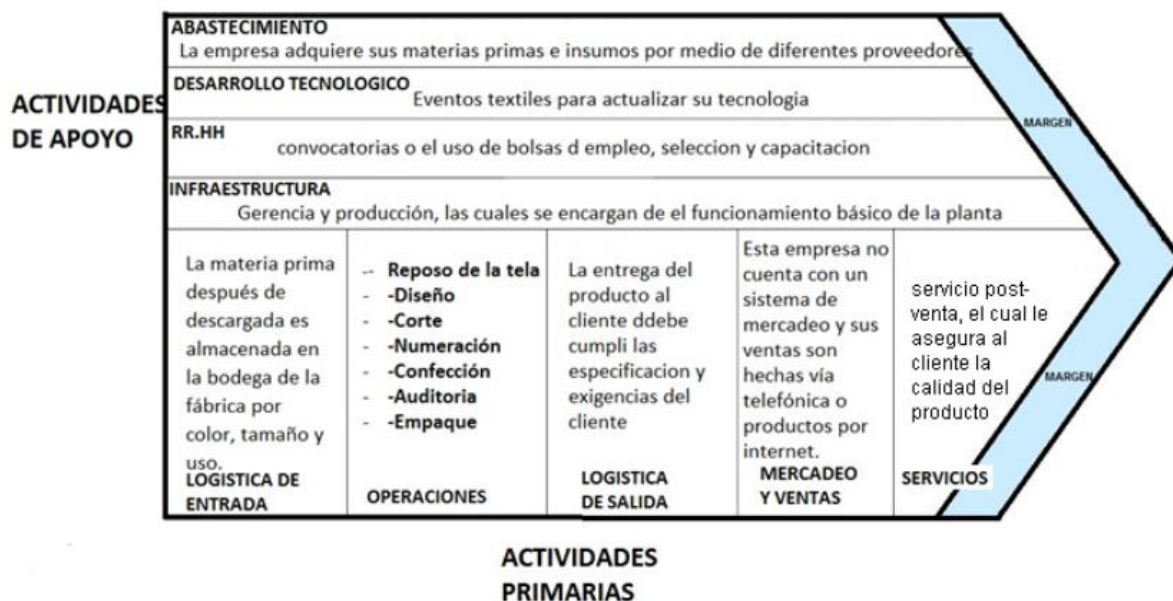 ABASTECIMIENTO
La empresa adquiere sus materias primas e insumos por medio de diferentes proveedores
DESARROLLO TECNOLOGICO
Eventos textiles para actualizar su tecnologia
ACTIVIDADES
DE APOYO
RR.HH
convocatorias o el uso de bolsas d empleo, seleccion y capacitacion
MARGEN
INFRAESTRUCTURA
Gerencia y producción, las cuales se encargan de el funcionamiento básico de la planta
La materia prima
después de
descargada es
almacenada en
la bodega de la
fábrica por
color, tamaño y
uso.
LOGISTICA DE
ENTRADA
-- Reposo de la tela
- -Diseño
- -Corte
- -Numeración
- -Confección
- -Auditoria
- -Empaque
OPERACIONES
La entrega del
producto al
cliente ddebe
cumpli las
especificacion y
exigencias del
cliente
LOGISTICA
DE SALIDA
Esta empresa no
cuenta con un
sistema de
mercadeo y sus
ventas son
hechas vía
telefónica o
productos por
internet.
MERCADEO
Y VENTAS
servicio post-
venta, el cual le
asegura al
cliente la
calidad del
producto
SERVICIOS
MARGEN
ACTIVIDADES
PRIMARIAS